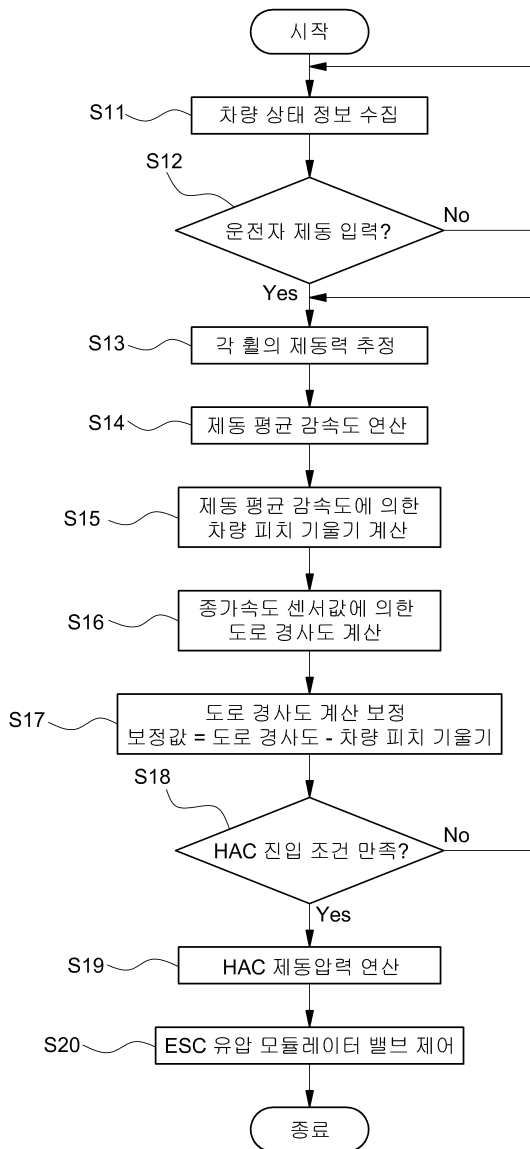 시작
S11
차량 상태 정보 수집
S12
운전자 제동 입력?
No
Yes
S13
각 휠의 제동력 추정
S14
제동 평균 감속도 연산
S15
제동 평균 감속도에 의한
차량 피치 기울기 계산
S16
종가속도 센서값에 의한
도로 경사도 계산
S17
도로 경사도 계산 보정
보정값 = 도로 경사도 - 차량 피치 기울기
S18
HAC 진입 조건 만족?
No
Yes
S19
HAC 제동압력 연산
S20
ESC 유압 모듈레이터 밸브 제어
종료